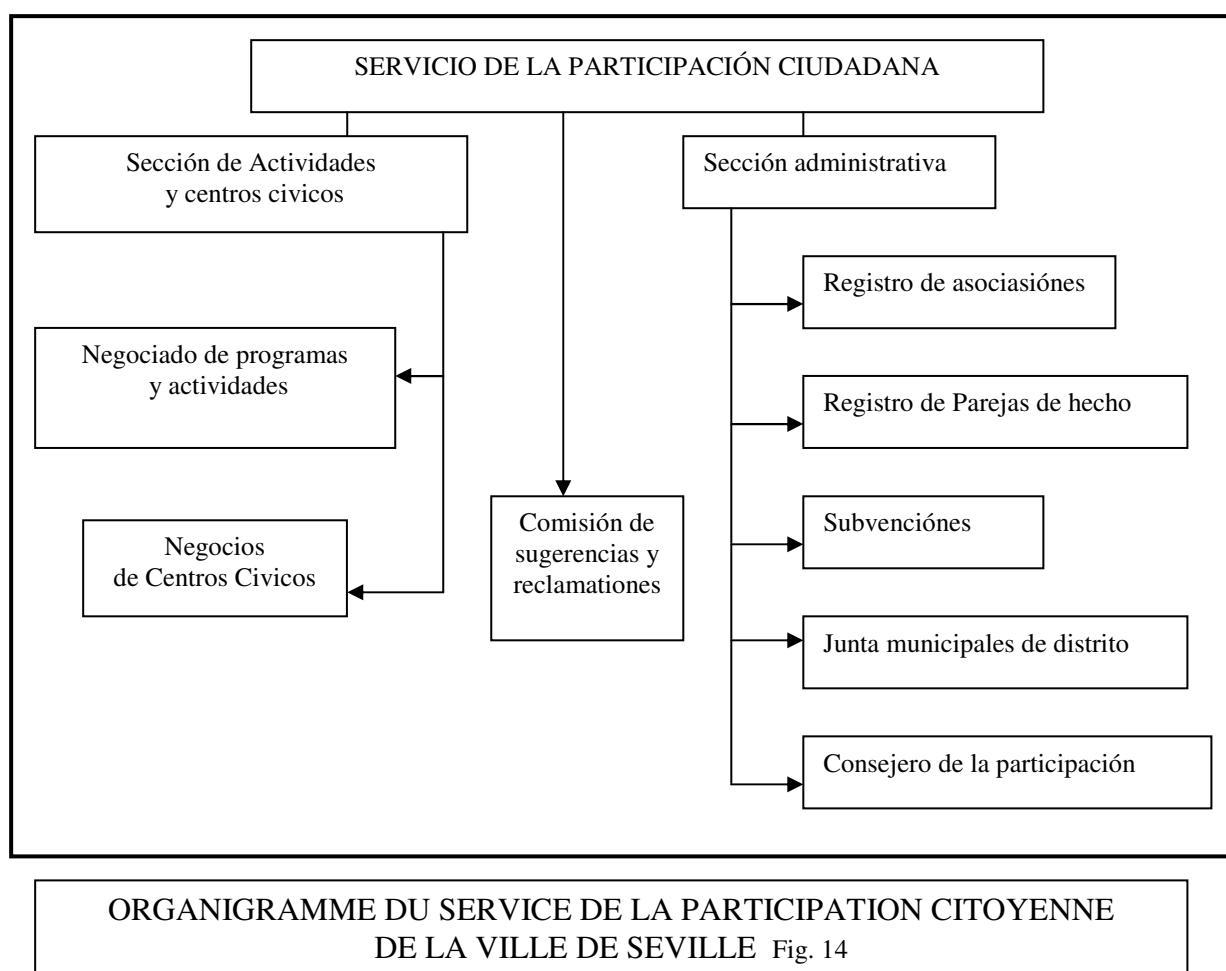 SERVICIO DE LA PARTICIPACIÓN CIUDADANA
Sección de Actividades
y centros civicos
Sección administrativa
Registro de asociasiónes
Negociado de programas
y actividades
Registro de Parejas de hecho
Negocios
de Centros Civicos
Comisión de
sugerencias y
reclamationes
Subvenciónes
Junta municipales de distrito
Consejero de la participación
ORGANIGRAMME DU SERVICE DE LA PARTICIPATION CITOYENNE
DE LA VILLE DE SEVILLE Fig. 14